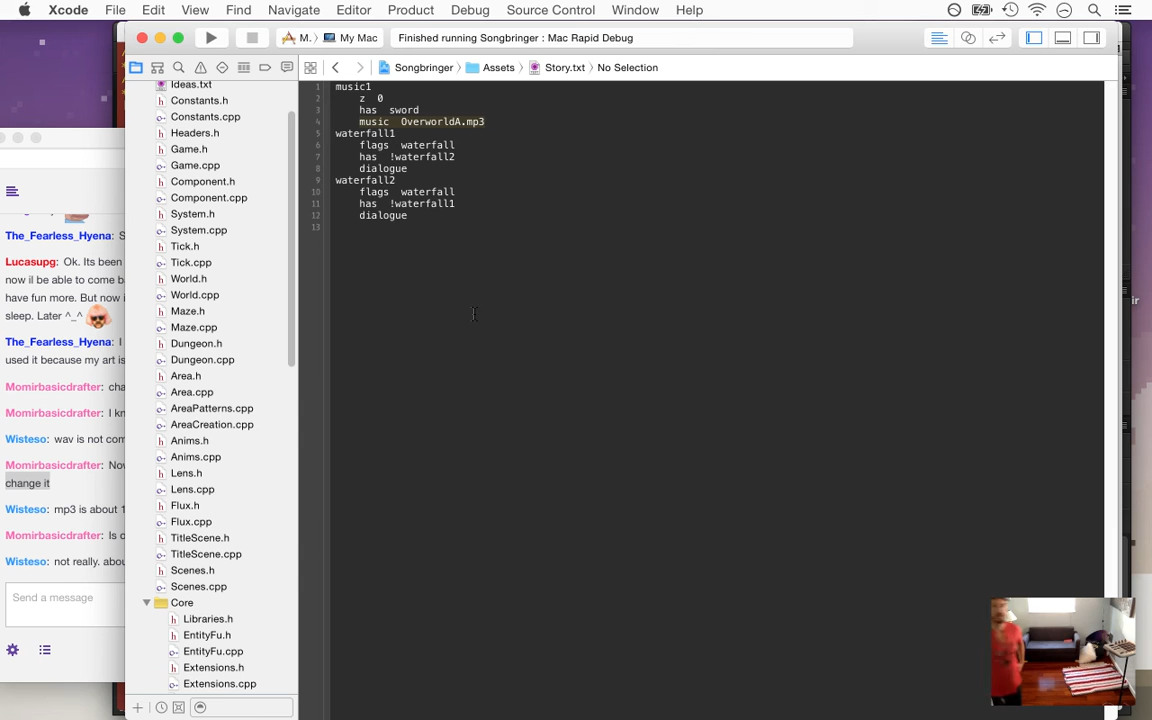 Xcode File Edit View Find Navigate Editor Product Debug Source Control Window Help
M. My Mac Finished running Songbringer : Mac Rapid Debug
Songbringer Assets Story.txt No Selection
Ideas.txt
Constants.h
Constants.cpp
Headers.h
Game.h
Game.cpp
Component.h
Component.cpp
System.h
System.cpp
Tick.h
Tick.cpp
World.h
World.cpp
Maze.h
Maze.cpp
Dungeon.h
Dungeon.cpp
Area.h
Area.cpp
AreaPatterns.cpp
AreaCreation.cpp
Anims.h
Anims.cpp
Lens.h
Lens.cpp
Flux.h
Flux.cpp
TitleScene.h
TitleScene.cpp
Scenes.h
Scenes.cpp
Core
Libraries.h
EntityFu.h
EntityFu.cpp
Extensions.h
Extensions.cpp
1 music1
2 z 0
3 has sword
4 music OverworldA.mp3
5 waterfall1
6 flags waterfall
7 has !waterfall2
8 dialogue
9 waterfall2
10 flags waterfall
11 has !waterfall1
12 dialogue
13
The_Fearless_Hyena: S
Lucasupg: Ok. Its been
now il be able to come b
have fun more. But now i
sleep. Later ^_^
The_Fearless_Hyena: I
used it because my art is
Momirbasicdrafter: cha
Momirbasicdrafter: I kn
Wisteso: wav is not com
Momirbasicdrafter: Nov
change it
Wisteso: mp3 is about 1
Momirbasicdrafter: Is
Wisteso: not really. abou
Send a message